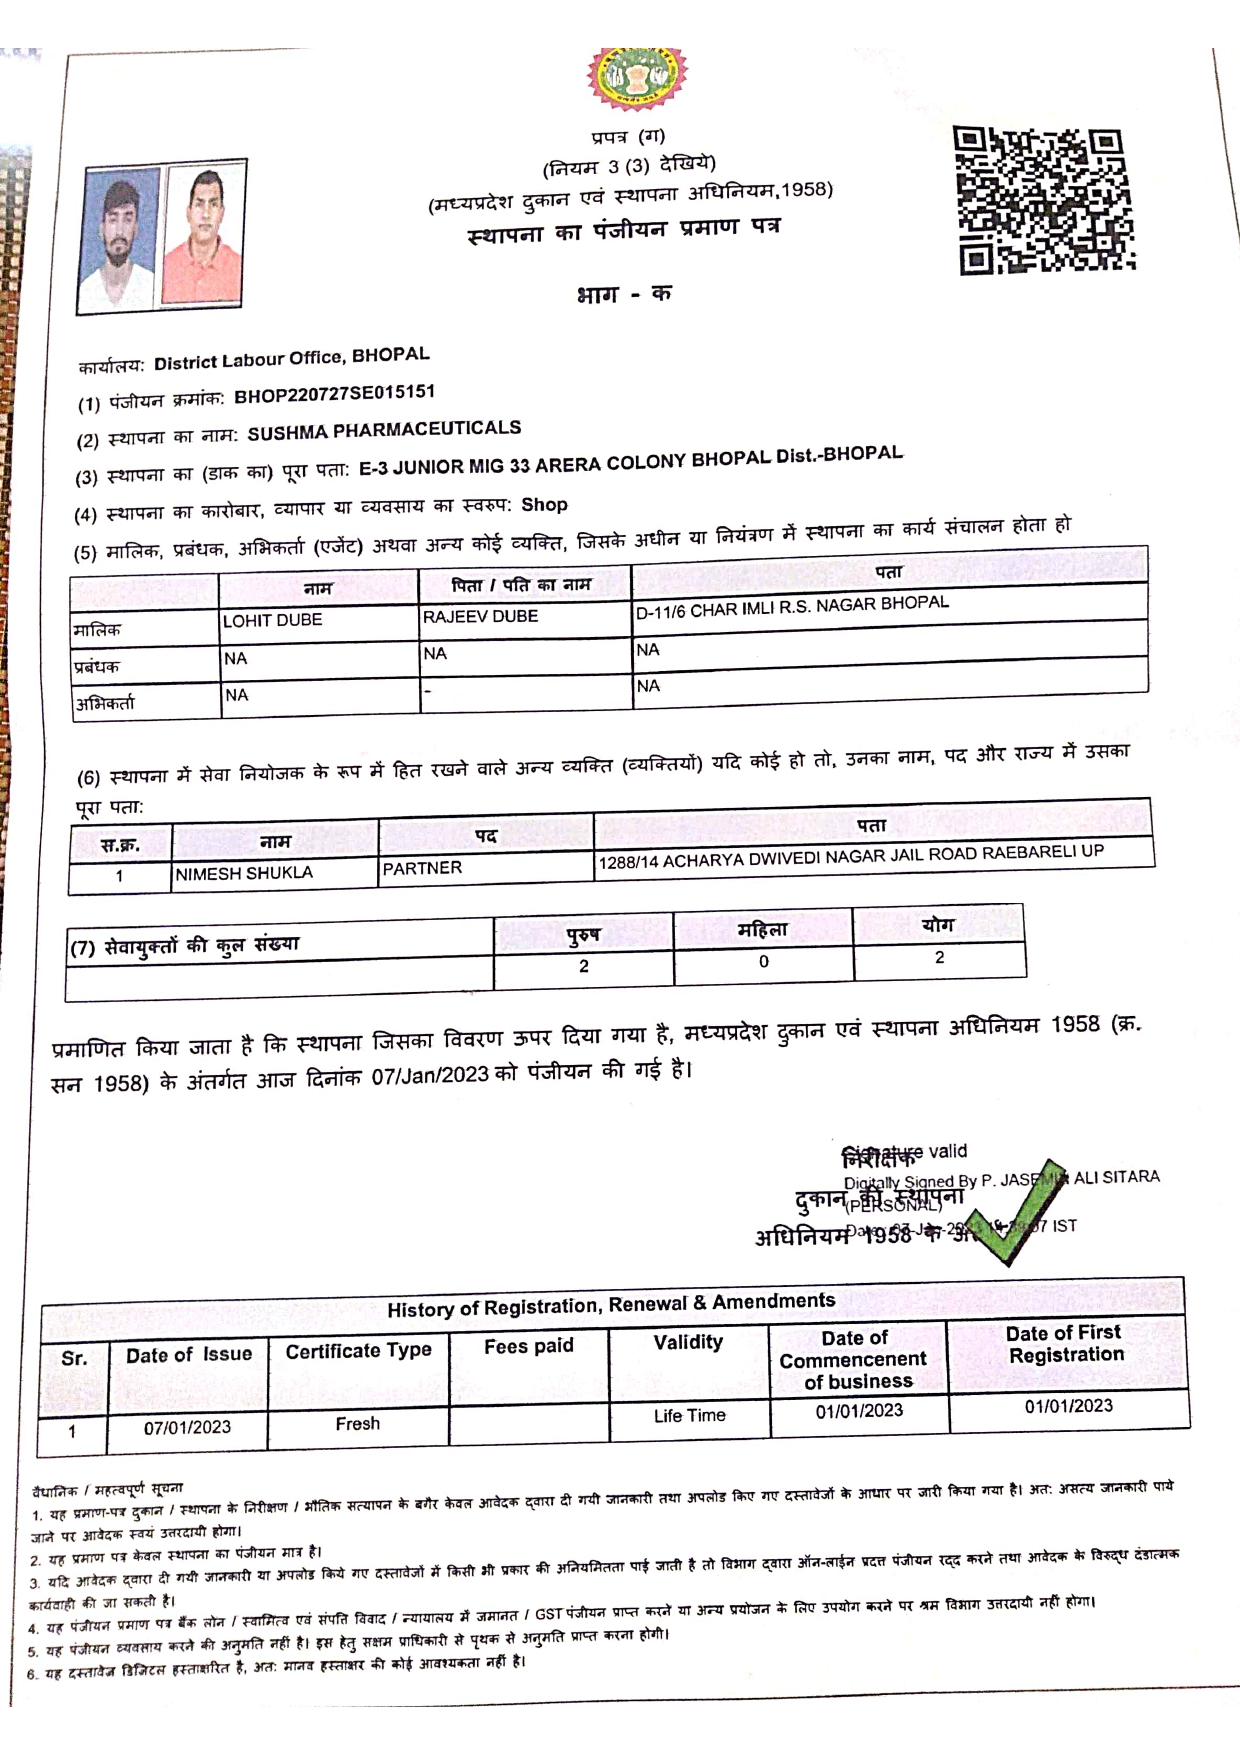 प्रपत्र (ग)
(नियम 3 (3) देखिये)
(मध्यप्रदेश दुकान एवं स्थापना अधिनियम,1958)
स्थापना का पंजीयन प्रमाण पत्र
भाग - क
कार्यालय: District Labour Office, BHOPAL
(1) पंजीयन क्रमांक: BHOP220727SE015151
(2) स्थापना का नाम: SUSHMA PHARMACEUTICALS
(3) स्थापना का (डाक का) पूरा पता: E-3 JUNIOR MIG 33 ARERA COLONY BHOPAL Dist.-BHOPAL
(4) स्थापना का कारोबार, व्यापार या व्यवसाय का स्वरुप: Shop
(5) मालिक, प्रबंधक, अभिकर्ता (एजेंट) अथवा अन्य कोई व्यक्ति, जिसके अधीन या नियंत्रण में स्थापना का कार्य संचालन होता हो
नाम पिता / पति का नाम पता
मालिक LOHIT DUBE RAJEEV DUBE D-11/6 CHAR IMLI R.S. NAGAR BHOPAL
प्रबंधक NA NA NA
अभिकर्ता NA - NA
(6) स्थापना में सेवा नियोजक के रूप में हित रखने वाले अन्य व्यक्ति (व्यक्तियों) यदि कोई हो तो, उनका नाम, पद और राज्य में उसका
पूरा पता:
स.क्र. नाम पद पता
1 NIMESH SHUKLA PARTNER 1288/14 ACHARYA DWIVEDI NAGAR JAIL ROAD RAEBARELI UP
(7) सेवायुक्तों की कुल संख्या पुरुष महिला योग
2 0 2
प्रमाणित किया जाता है कि स्थापना जिसका विवरण ऊपर दिया गया है, मध्यप्रदेश दुकान एवं स्थापना अधिनियम 1958 (क्र.
सन 1958) के अंतर्गत आज दिनांक 07/Jan/2023 को पंजीयन की गई है।
Signature valid
निरीक्षक
Digitally Signed By P. JASEMIN ALI SITARA
दुकान की स्थापना
(PERSONAL)
अधिनियम 1958 के
IST
History of Registration, Renewal & Amendments
Sr. Date of Issue Certificate Type Fees paid Validity Date of Commencenent of business Date of First Registration
1 07/01/2023 Fresh Life Time 01/01/2023 01/01/2023
वैधानिक / महत्वपूर्ण सूचना
1. यह प्रमाण-पत्र दुकान / स्थापना के निरीक्षण / भौतिक सत्यापन के बगैर केवल आवेदक द्वारा दी गयी जानकारी तथा अपलोड किए गए दस्तावेजों के आधार पर जारी किया गया है। अत: असत्य जानकारी पाये
जाने पर आवेदक स्वयं उत्तरदायी होगा।
2. यह प्रमाण पत्र केवल स्थापना का पंजीयन मात्र है।
3. यदि आवेदक द्वारा दी गयी जानकारी या अपलोड किये गए दस्तावेजों में किसी भी प्रकार की अनियमितता पाई जाती है तो विभाग द्वारा ऑन-लाईन प्रदत्त पंजीयन रद्द करने तथा आवेदक के विरुद्ध दंडात्मक
कार्यवाही की जा सकती है।
4. यह पंजीयन प्रमाण पत्र बैंक लोन / स्वामित्व एवं संपति विवाद / न्यायालय में जमानत / GST पंजीयन प्राप्त करने या अन्य प्रयोजन के लिए उपयोग करने पर श्रम विभाग उत्तरदायी नहीं होगा।
5. यह पंजीयन व्यवसाय करने की अनुमति नहीं है। इस हेतु सक्षम प्राधिकारी से पृथक से अनुमति प्राप्त करना होगी।
6. यह दस्तावेज डिजिटल हस्ताक्षरित है, अत: मानव हस्ताक्षर की कोई आवश्यकता नहीं है।